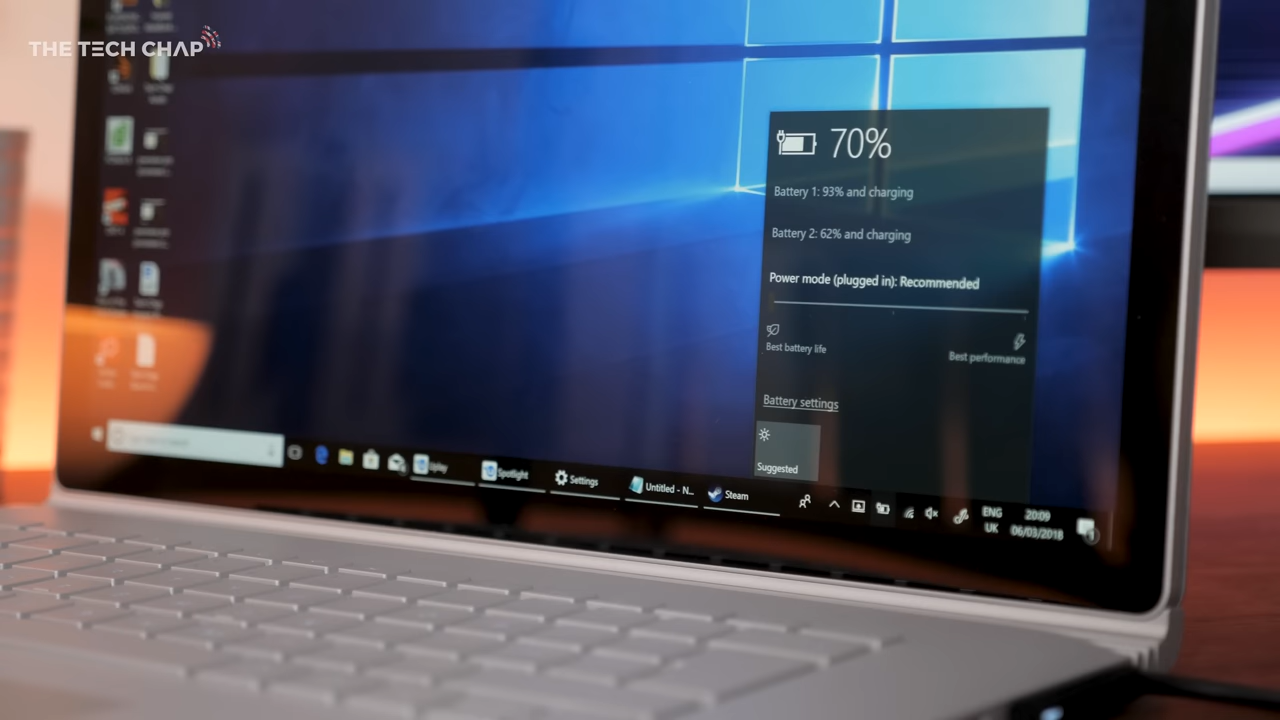 THE TECH CHAP
70%
Battery 1: 93% and charging
Battery 2: 62% and charging
Power mode (plugged in): Recommended
Best battery life
Best performance
Battery settings
Suggested
Uplay
Spotlight
Settings
Untitled - N...
Steam
ENG
UK
20:09
06/03/2018